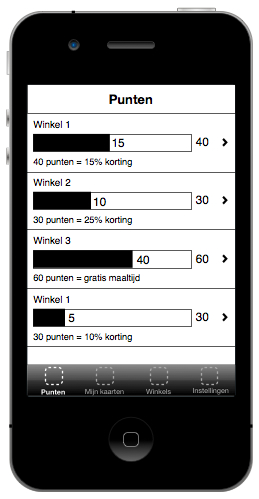 Punten
Winkel 1
15 40
40 punten = 15% korting
Winkel 2
10 30
30 punten = 25% korting
Winkel 3
40 60
60 punten = gratis maaltijd
Winkel 1
5 30
30 punten = 10% korting
Punten Mijn kaarten Winkels Instellingen